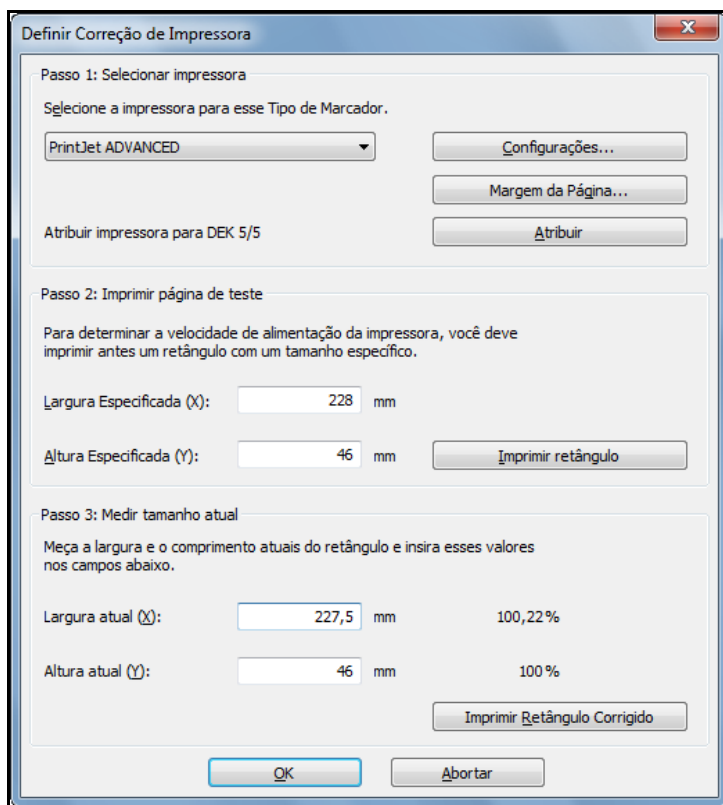 Definir Correção de Impressora
Passo 1: Selecionar impressora
Selecione a impressora para esse Tipo de Marcador.
PrintJet ADVANCED
Configurações...
Margem da Página...
Atribuir impressora para DEK 5/5
Atribuir
Passo 2: Imprimir página de teste
Para determinar a velocidade de alimentação da impressora, você deve
imprimir antes um retângulo com um tamanho específico.
Largura Especificada (X): 228 mm
Altura Especificada (Y): 46 mm
Imprimir retângulo
Passo 3: Medir tamanho atual
Meça a largura e o comprimento atuais do retângulo e insira esses valores
nos campos abaixo.
Largura atual (X): 227,5 mm 100,22%
Altura atual (Y): 46 mm 100%
Imprimir Retângulo Corrigido
OK
Abortar